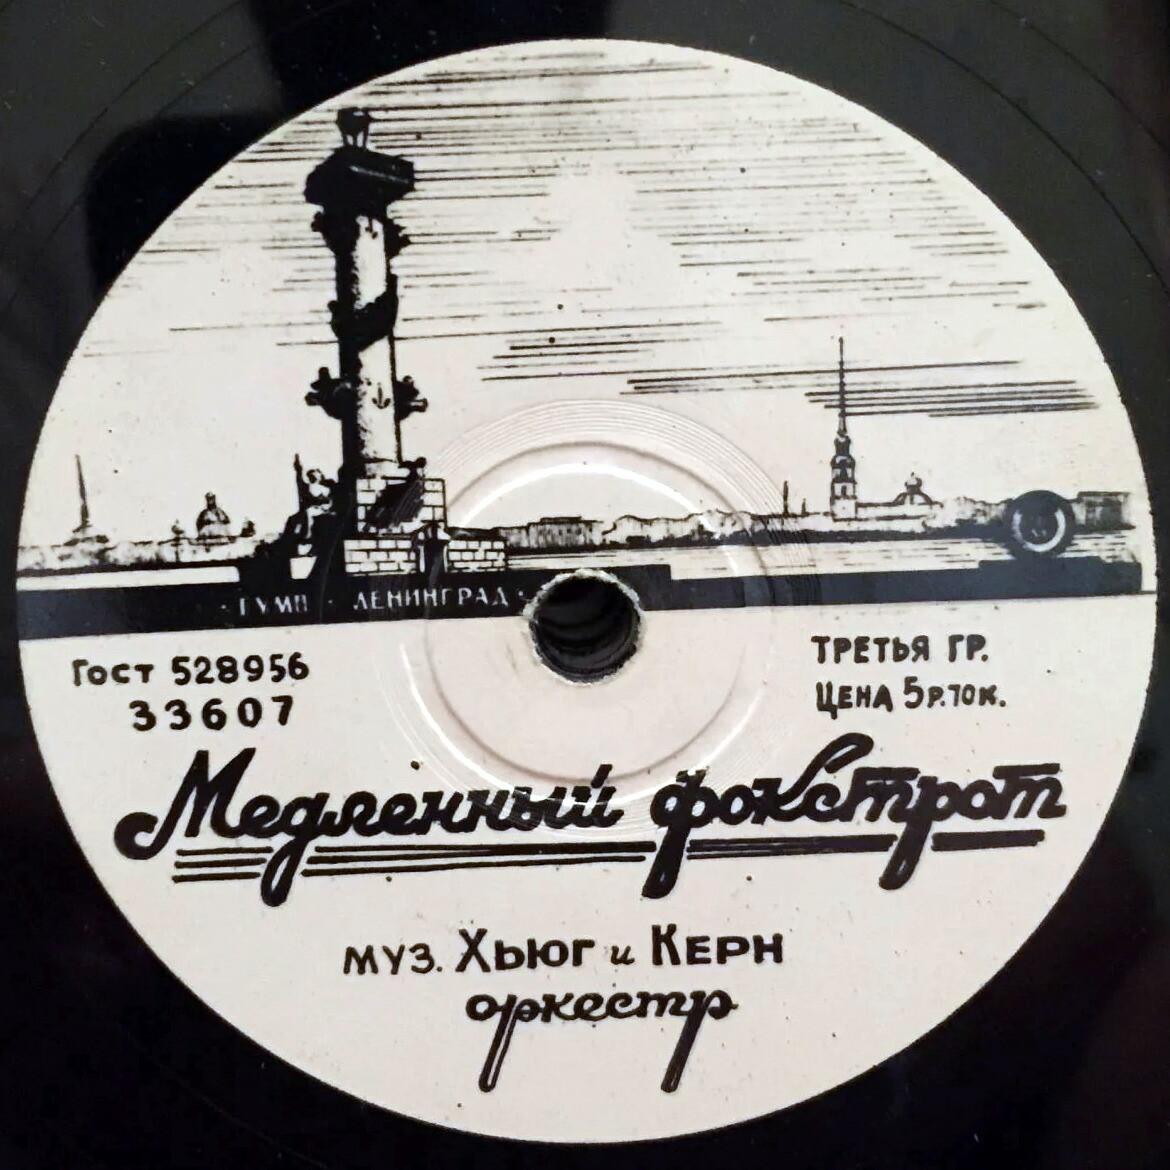 · ГУМП · ЛЕНИНГРАД ·
ГОСТ 528956
33607
ТРЕТЬЯ ГР.
ЦЕНА 5Р.70К.
Медленный фокстрот
МУЗ. ХЬЮГ и КЕРН
оркестр